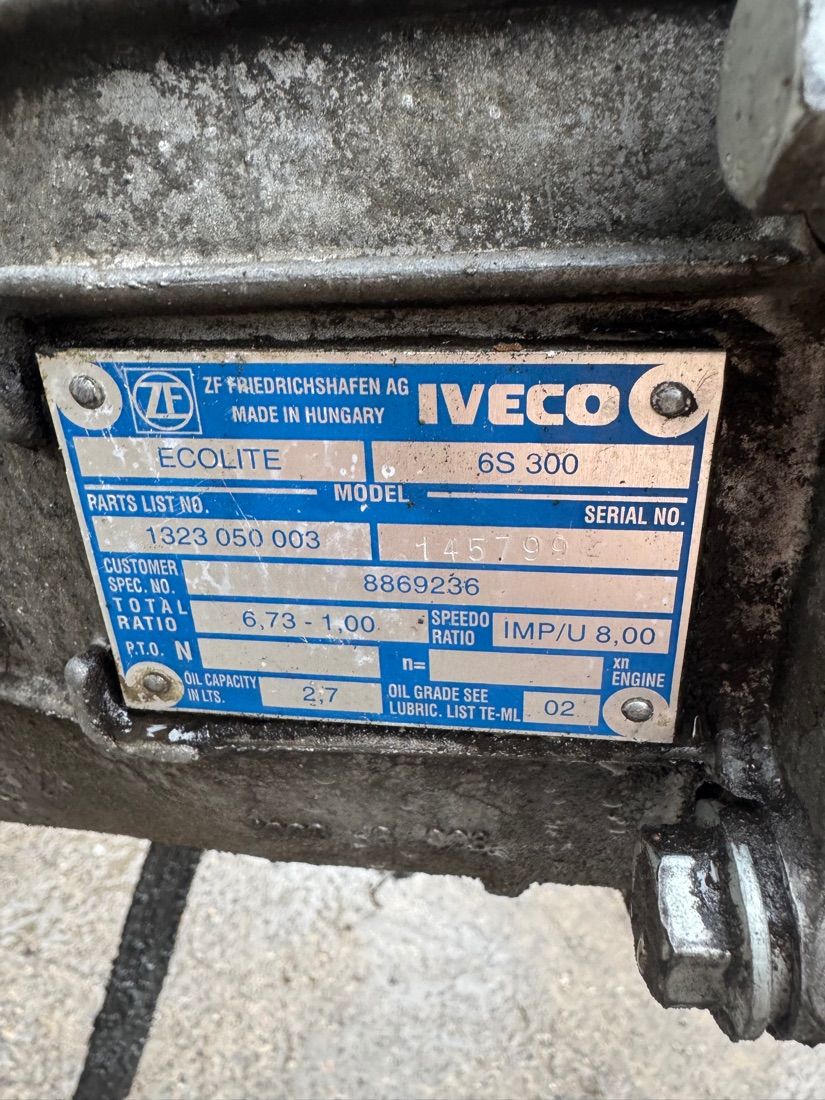 ZF
ZF FRIEDRICHSHAFEN AG
MADE IN HUNGARY
IVECO
ECOLITE
6S 300
MODEL
PARTS LIST NO.
SERIAL NO.
1323 050 003
145799
CUSTOMER
SPEC. NO.
8869236
TOTAL
RATIO
6,73 - 1,00
SPEEDO
RATIO
IMP/U 8,00
P.T.O. N
n=
xn
ENGINE
OIL CAPACITY
IN LTS.
2,7
OIL GRADE SEE
LUBRIC. LIST TE-ML
02